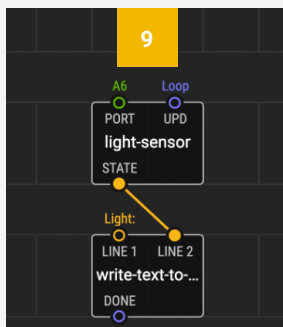 9
A6 Loop
PORT UPD
light-sensor
STATE
Light:
LINE 1 LINE 2
write-text-to-...
DONE